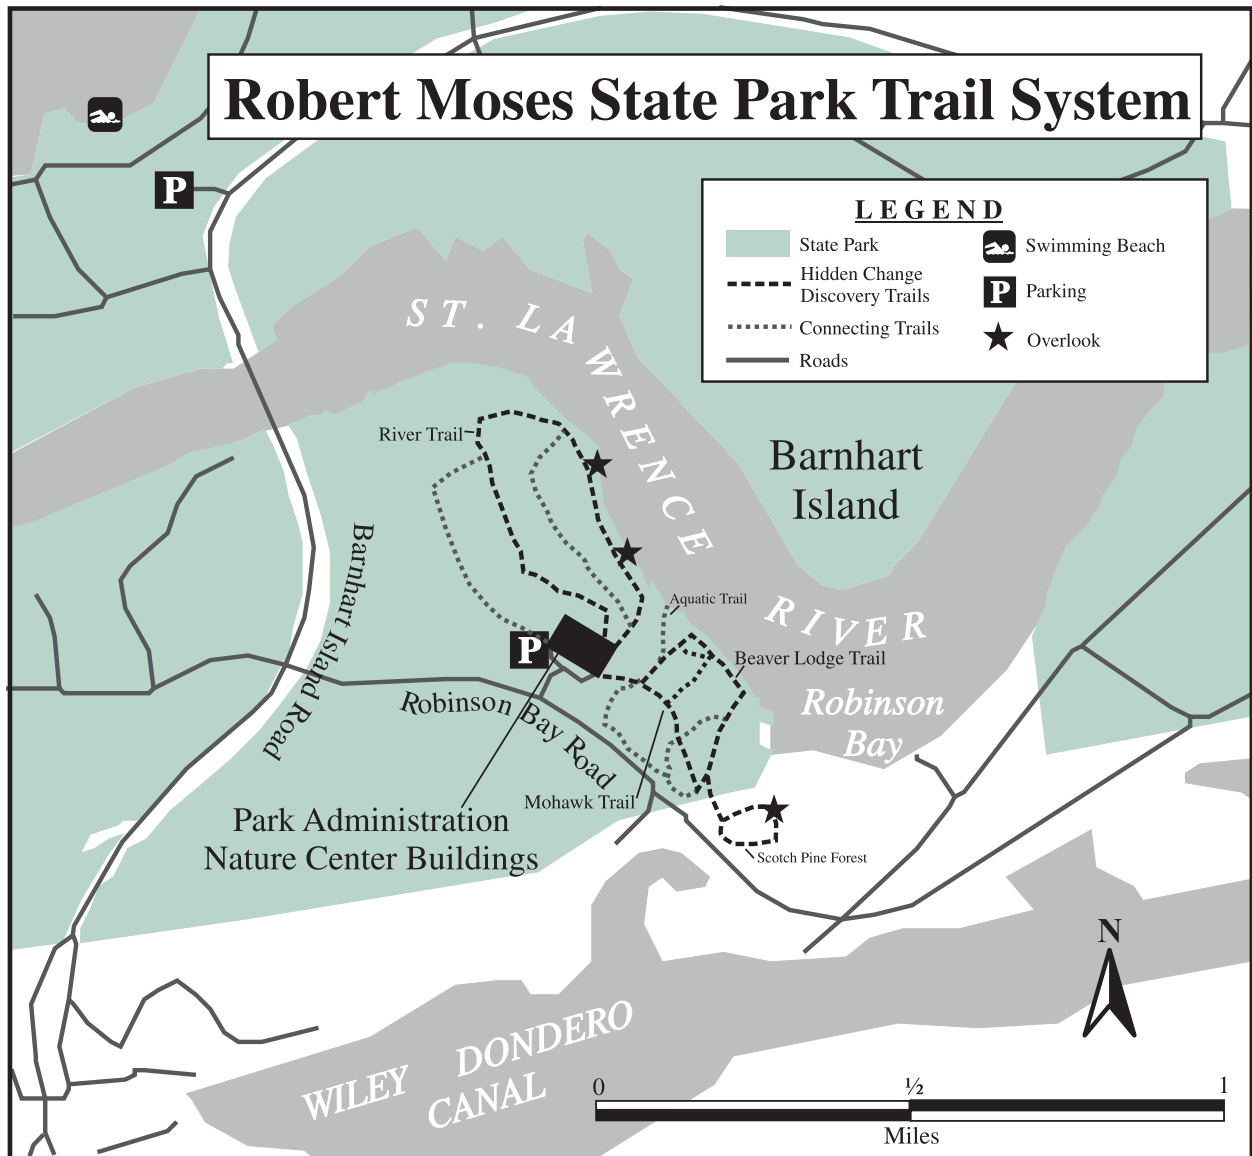 Robert Moses State Park Trail System
P
LEGEND
State Park
Hidden Change
Discovery Trails
Connecting Trails
Roads
Swimming Beach
P
Parking
Overlook
ST. LAWRENCE
RIVER
River Trail
Barnhart
Island
Barnhart Island Road
Aquatic Trail
P
Beaver Lodge Trail
Robinson Bay Road
Robinson
Bay
Mohawk Trail
Park Administration
Nature Center Buildings
Scotch Pine Forest
N
WILEY DONDERO
CANAL
0 ½ 1
Miles